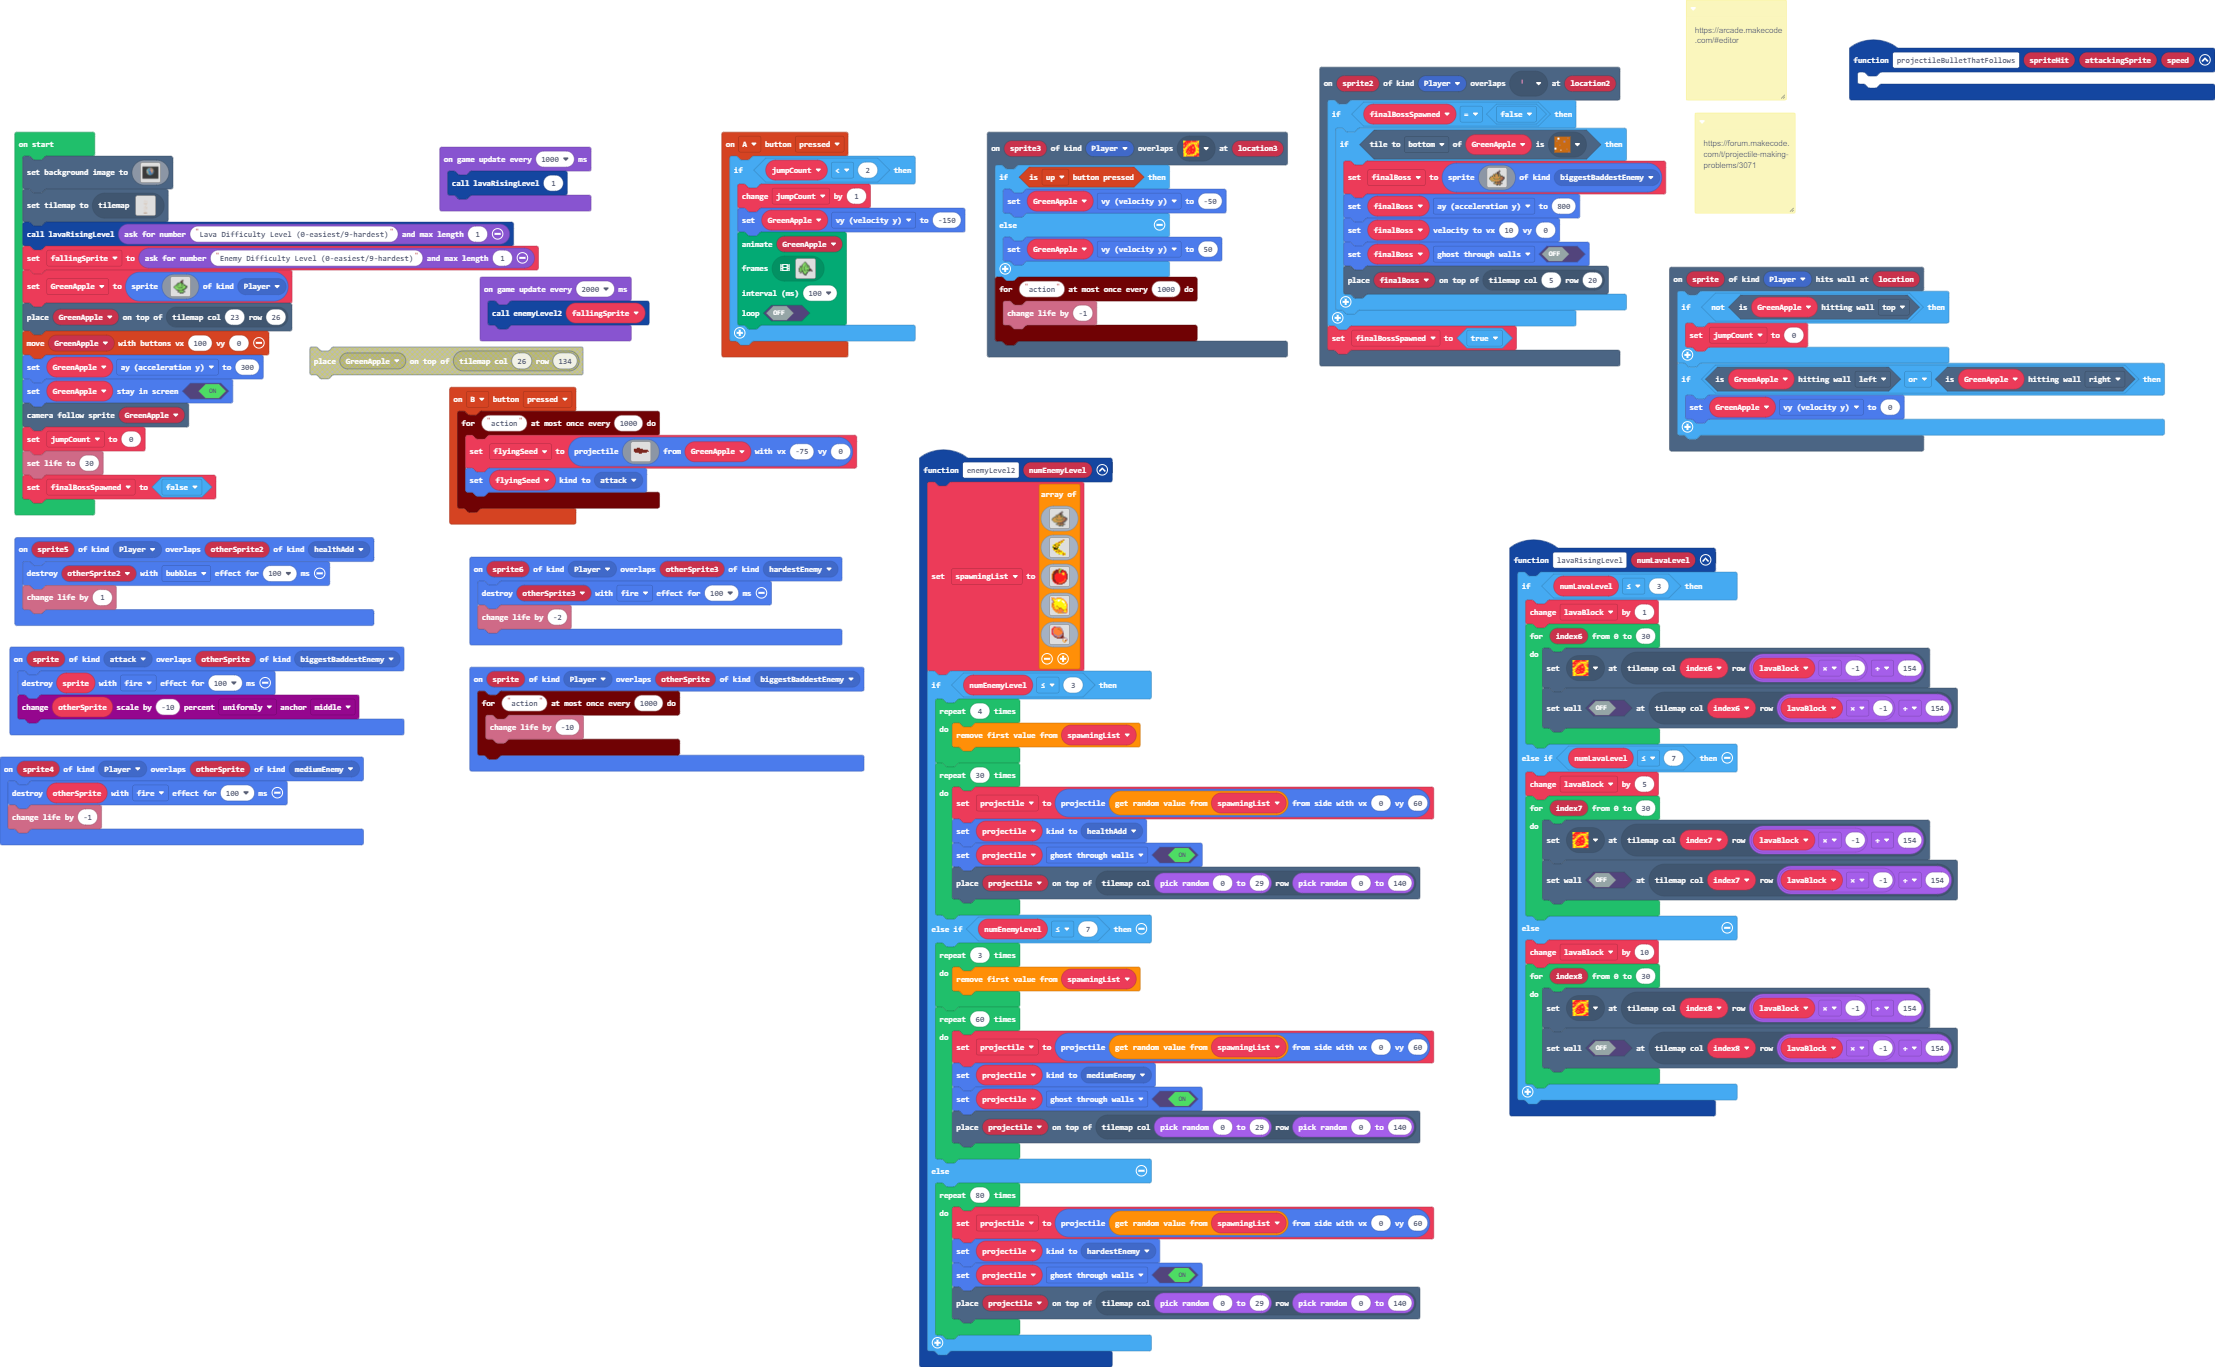 on start
set background image to
set tilemap to tilemap
call lavaRisingLevel ask for number "Lava Difficulty Level (0-easiest/9-hardest)" and max length 1
set fallingSprite to ask for number "Enemy Difficulty Level (0-easiest/9-hardest)" and max length 1
set GreenApple to sprite of kind Player
place GreenApple on top of tilemap col 23 row 26
move GreenApple with buttons vx 100 vy 0
set GreenApple ay (acceleration y) to 300
set GreenApple stay in screen ON
camera follow sprite GreenApple
set jumpCount to 0
set life to 30
set finalBossSpawned to false
on game update every 1000 ms
call lavaRisingLevel 1
on game update every 2000 ms
call enemyLevel2 fallingSprite
place GreenApple on top of tilemap col 26 row 134
on B button pressed
for "action" at most once every 1000 do
set flyingSeed to projectile from GreenApple with vx -75 vy 0
set flyingSeed kind to attack
on sprite5 of kind Player overlaps otherSprite2 of kind healthAdd
destroy otherSprite2 with bubbles effect for 100 ms
change life by 1
on sprite of kind attack overlaps otherSprite of kind biggestBaddestEnemy
destroy sprite with fire effect for 100 ms
change otherSprite scale by -10 percent uniformly anchor middle
on sprite4 of kind Player overlaps otherSprite of kind mediumEnemy
destroy otherSprite with fire effect for 100 ms
change life by -1
on sprite6 of kind Player overlaps otherSprite3 of kind hardestEnemy
destroy otherSprite3 with fire effect for 100 ms
change life by -2
on sprite of kind Player overlaps otherSprite of kind biggestBaddestEnemy
for "action" at most once every 1000 do
change life by -10
on A button pressed
if jumpCount < 2 then
change jumpCount by 1
set GreenApple vy (velocity y) to -150
animate GreenApple
frames
interval (ms) 100
loop OFF
on sprite3 of kind Player overlaps at location3
if is up button pressed then
set GreenApple vy (velocity y) to -50
else
set GreenApple vy (velocity y) to 50
for "action" at most once every 1000 do
change life by -1
on sprite2 of kind Player overlaps at location2
if finalBossSpawned = false then
if tile to bottom of GreenApple is then
set finalBoss to sprite of kind biggestBaddestEnemy
set finalBoss ay (acceleration y) to 800
set finalBoss velocity to vx 10 vy 0
set finalBoss ghost through walls OFF
place finalBoss on top of tilemap col 5 row 20
set finalBossSpawned to true
https://arcade.makecode
.com/#editor
https://forum.makecode.
com/t/projectile-making-
problems/3071
function projectileBulletThatFollows spriteHit attackingSprite speed
on sprite of kind Player hits wall at location
if not is GreenApple hitting wall top then
set jumpCount to 0
if is GreenApple hitting wall left or is GreenApple hitting wall right then
set GreenApple vy (velocity y) to 0
function enemyLevel2 numEnemyLevel
array of
set spawningList to
if numEnemyLevel ≤ 3 then
repeat 4 times
do remove first value from spawningList
repeat 30 times
do set projectile to projectile get random value from spawningList from side with vx 0 vy 60
set projectile kind to healthAdd
set projectile ghost through walls ON
place projectile on top of tilemap col pick random 0 to 29 row pick random 0 to 140
else if numEnemyLevel ≤ 7 then
repeat 3 times
do remove first value from spawningList
repeat 60 times
do set projectile to projectile get random value from spawningList from side with vx 0 vy 60
set projectile kind to mediumEnemy
set projectile ghost through walls ON
place projectile on top of tilemap col pick random 0 to 29 row pick random 0 to 140
else
repeat 80 times
do set projectile to projectile get random value from spawningList from side with vx 0 vy 60
set projectile kind to hardestEnemy
set projectile ghost through walls ON
place projectile on top of tilemap col pick random 0 to 29 row pick random 0 to 140
function lavaRisingLevel numLavaLevel
if numLavaLevel ≤ 3 then
change lavaBlock by 1
for index6 from 0 to 30
do set at tilemap col index6 row lavaBlock × -1 + 154
set wall OFF at tilemap col index6 row lavaBlock × -1 + 154
else if numLavaLevel ≤ 7 then
change lavaBlock by 5
for index7 from 0 to 30
do set at tilemap col index7 row lavaBlock × -1 + 154
set wall OFF at tilemap col index7 row lavaBlock × -1 + 154
else
change lavaBlock by 10
for index8 from 0 to 30
do set at tilemap col index8 row lavaBlock × -1 + 154
set wall OFF at tilemap col index8 row lavaBlock × -1 + 154